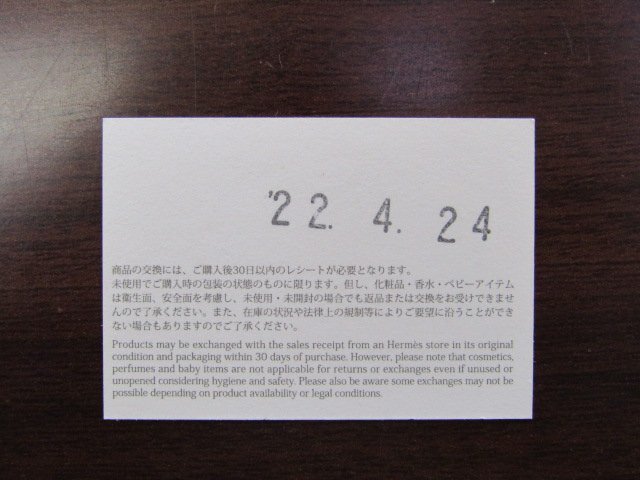 '22. 4. 24
商品の交換には、ご購入後30日以内のレシートが必要となります。
未使用でご購入時の包装の状態のものに限ります。但し、化粧品・香水・ベビーアイテム
は衛生面、安全面を考慮し、未使用・未開封の場合でも返品または交換をお受けできませ
んので了承ください。また、在庫の状況や法律上の規制等によりご要望に沿うことができ
ない場合もありますのでご了承ください。
Products may be exchanged with the sales receipt from an Hermès store in its original
condition and packaging within 30 days of purchase. However, please note that cosmetics,
perfumes and baby items are not applicable for returns or exchanges even if unused or
unopened considering hygiene and safety. Please also be aware some exchanges may not be
possible depending on product availability or legal conditions.